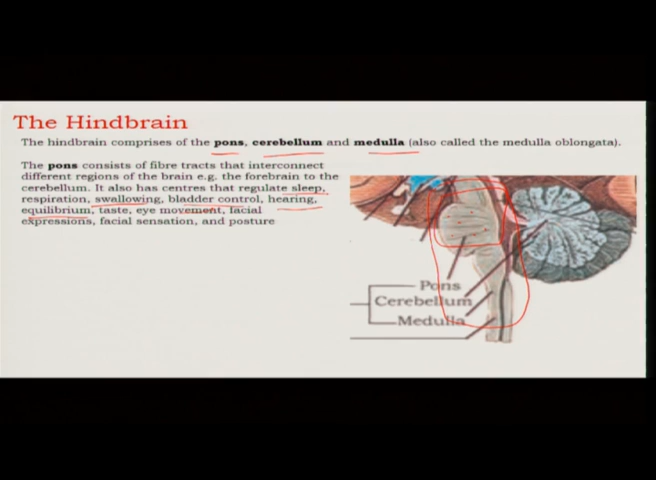 The Hindbrain
The hindbrain comprises of the pons, cerebellum and medulla (also called the medulla oblongata).
The pons consists of fibre tracts that interconnect
different regions of the brain e.g. the forebrain to the
cerebellum. It also has centres that regulate sleep,
respiration, swallowing, bladder control, hearing,
equilibrium, taste, eye movement, facial
expressions, facial sensation, and posture
Pons
Cerebellum
Medulla